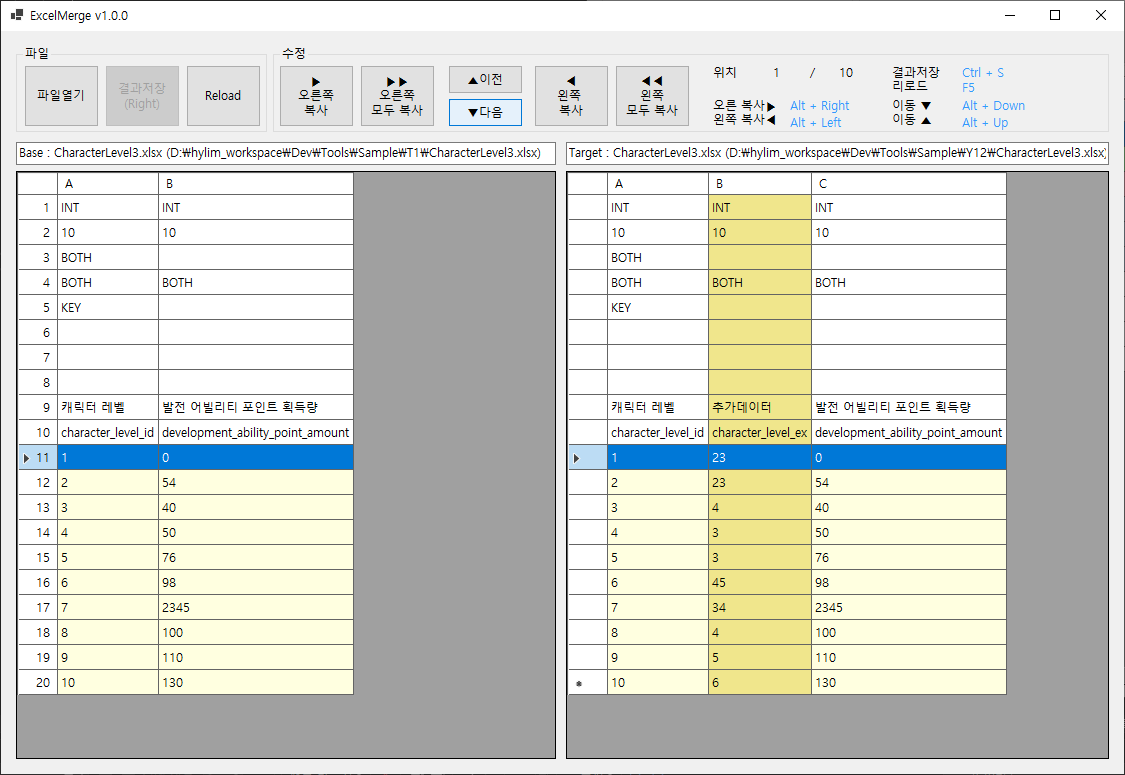 ExcelMerge v1.0.0
파일
수정
파일열기
결과저장
(Right)
Reload
▶
오른쪽
복사
▶▶
오른쪽
모두 복사
▲이전
▼다음
◀
왼쪽
복사
◀◀
왼쪽
모두 복사
위치 1 / 10
오른 복사▶ Alt + Right
왼쪽 복사◀ Alt + Left
결과저장 Ctrl + S
리로드 F5
이동 ▼ Alt + Down
이동 ▲ Alt + Up
Base : CharacterLevel3.xlsx (D:₩hylim_workspace₩Dev₩Tools₩Sample₩T1₩CharacterLevel3.xlsx)
A B
1 INT INT
2 10 10
3 BOTH
4 BOTH BOTH
5 KEY
6
7
8
9 캐릭터 레벨 발전 어빌리티 포인트 획득량
10 character_level_id development_ability_point_amount
11 1 0
12 2 54
13 3 40
14 4 50
15 5 76
16 6 98
17 7 2345
18 8 100
19 9 110
20 10 130
Target : CharacterLevel3.xlsx (D:₩hylim_workspace₩Dev₩Tools₩Sample₩Y12₩CharacterLevel3.xlsx)
A B C
INT INT INT
10 10 10
BOTH
BOTH BOTH BOTH
KEY
캐릭터 레벨 추가데이터 발전 어빌리티 포인트 획득량
character_level_id character_level_ex development_ability_point_amount
1 23 0
2 23 54
3 4 40
4 3 50
5 3 76
6 45 98
7 34 2345
8 4 100
9 5 110
10 6 130